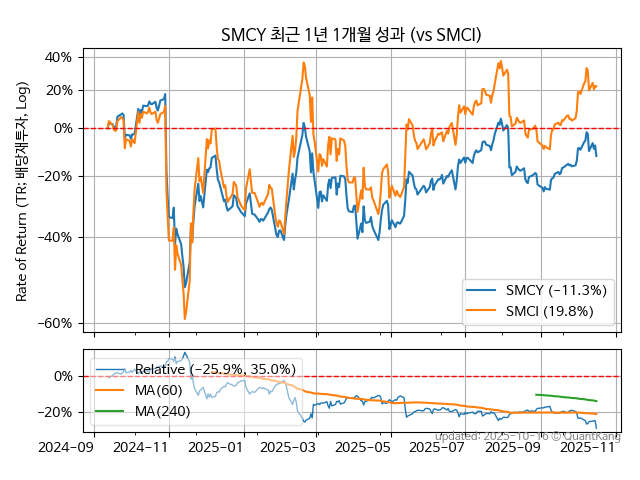 SMCY 최근 1년 1개월 성과 (vs SMCI)
Rate of Return (TR: 배당재투자, Log)
40%
20%
0%
−20%
−40%
−60%
SMCY (−11.3%)
SMCI (19.8%)
0%
−20%
Relative (−25.9%, 35.0%)
MA(60)
MA(240)
updated: 2025-10-16 © QuantKang
2024−09
2024−11
2025−01
2025−03
2025−05
2025−07
2025−09
2025−11